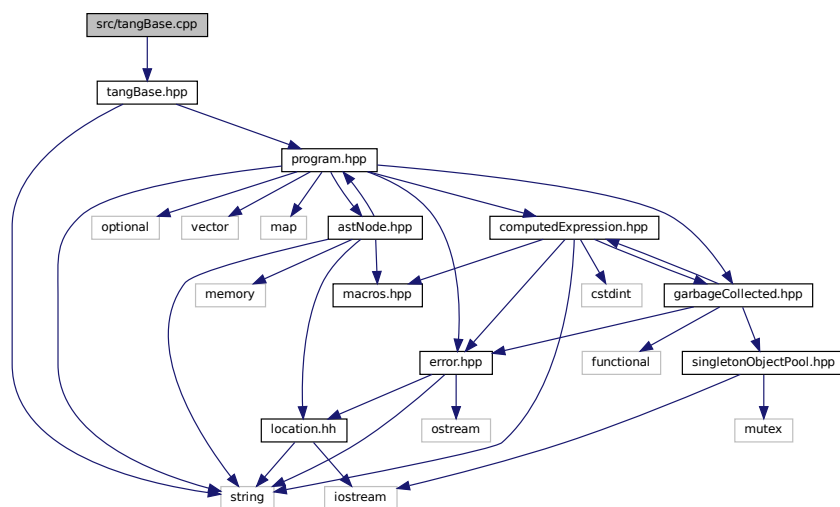 src/tangBase.cpp
tangBase.hpp
program.hpp
optional
vector
map
astNode.hpp
computedExpression.hpp
memory
macros.hpp
cstdint
garbageCollected.hpp
error.hpp
functional
singletonObjectPool.hpp
location.hh
ostream
mutex
string
iostream